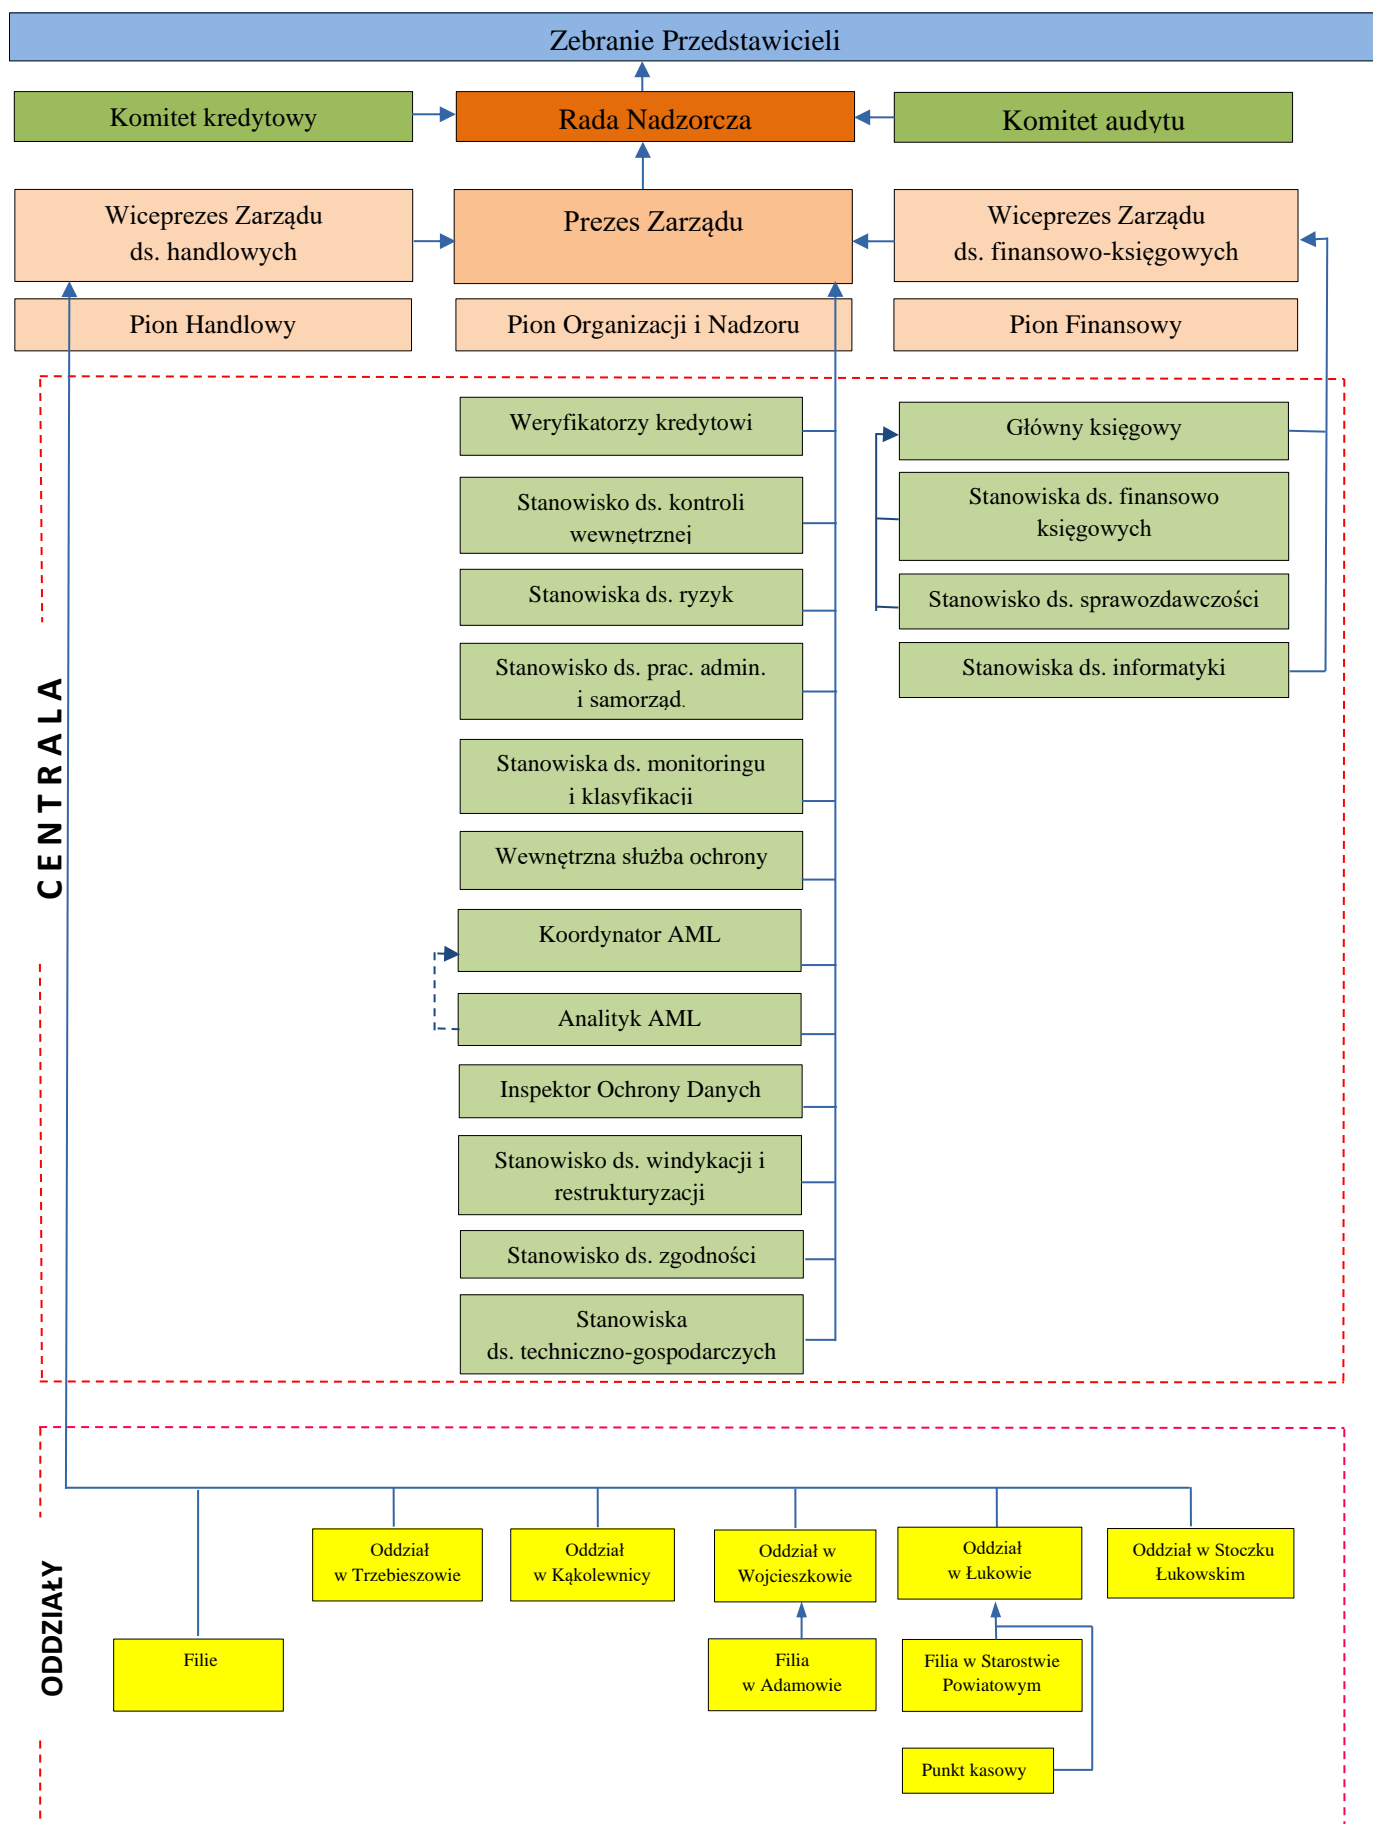 Zebranie Przedstawicieli
Komitet kredytowy
Rada Nadzorcza
Komitet audytu
Wiceprezes Zarządu
ds. handlowych
Prezes Zarządu
Wiceprezes Zarządu
ds. finansowo-księgowych
Pion Handlowy
Pion Organizacji i Nadzoru
Pion Finansowy
CENTRALA
Weryfikatorzy kredytowi
Stanowisko ds. kontroli
wewnętrznej
Stanowiska ds. ryzyk
Stanowisko ds. prac. admin.
i samorząd.
Stanowiska ds. monitoringu
i klasyfikacji
Wewnętrzna służba ochrony
Koordynator AML
Analityk AML
Inspektor Ochrony Danych
Stanowisko ds. windykacji i
restrukturyzacji
Stanowisko ds. zgodności
Stanowiska
ds. techniczno-gospodarczych
Główny księgowy
Stanowiska ds. finansowo
księgowych
Stanowisko ds. sprawozdawczości
Stanowiska ds. informatyki
ODDZIAŁY
Filie
Oddział
w Trzebieszowie
Oddział
w Kąkolewnicy
Oddział w
Wojcieszkowie
Oddział
w Łukowie
Oddział w Stoczku
Łukowskim
Filia
w Adamowie
Filia w Starostwie
Powiatowym
Punkt kasowy